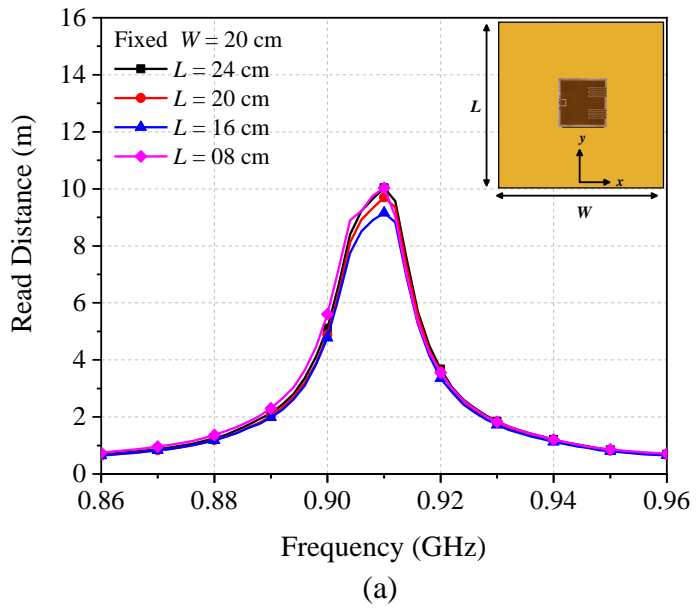 Read Distance (m)
16
14
12
10
8
6
4
2
0
Fixed W = 20 cm
L = 24 cm
L = 20 cm
L = 16 cm
L = 08 cm
L
y
x
W
0.86 0.88 0.90 0.92 0.94 0.96
Frequency (GHz)
(a)